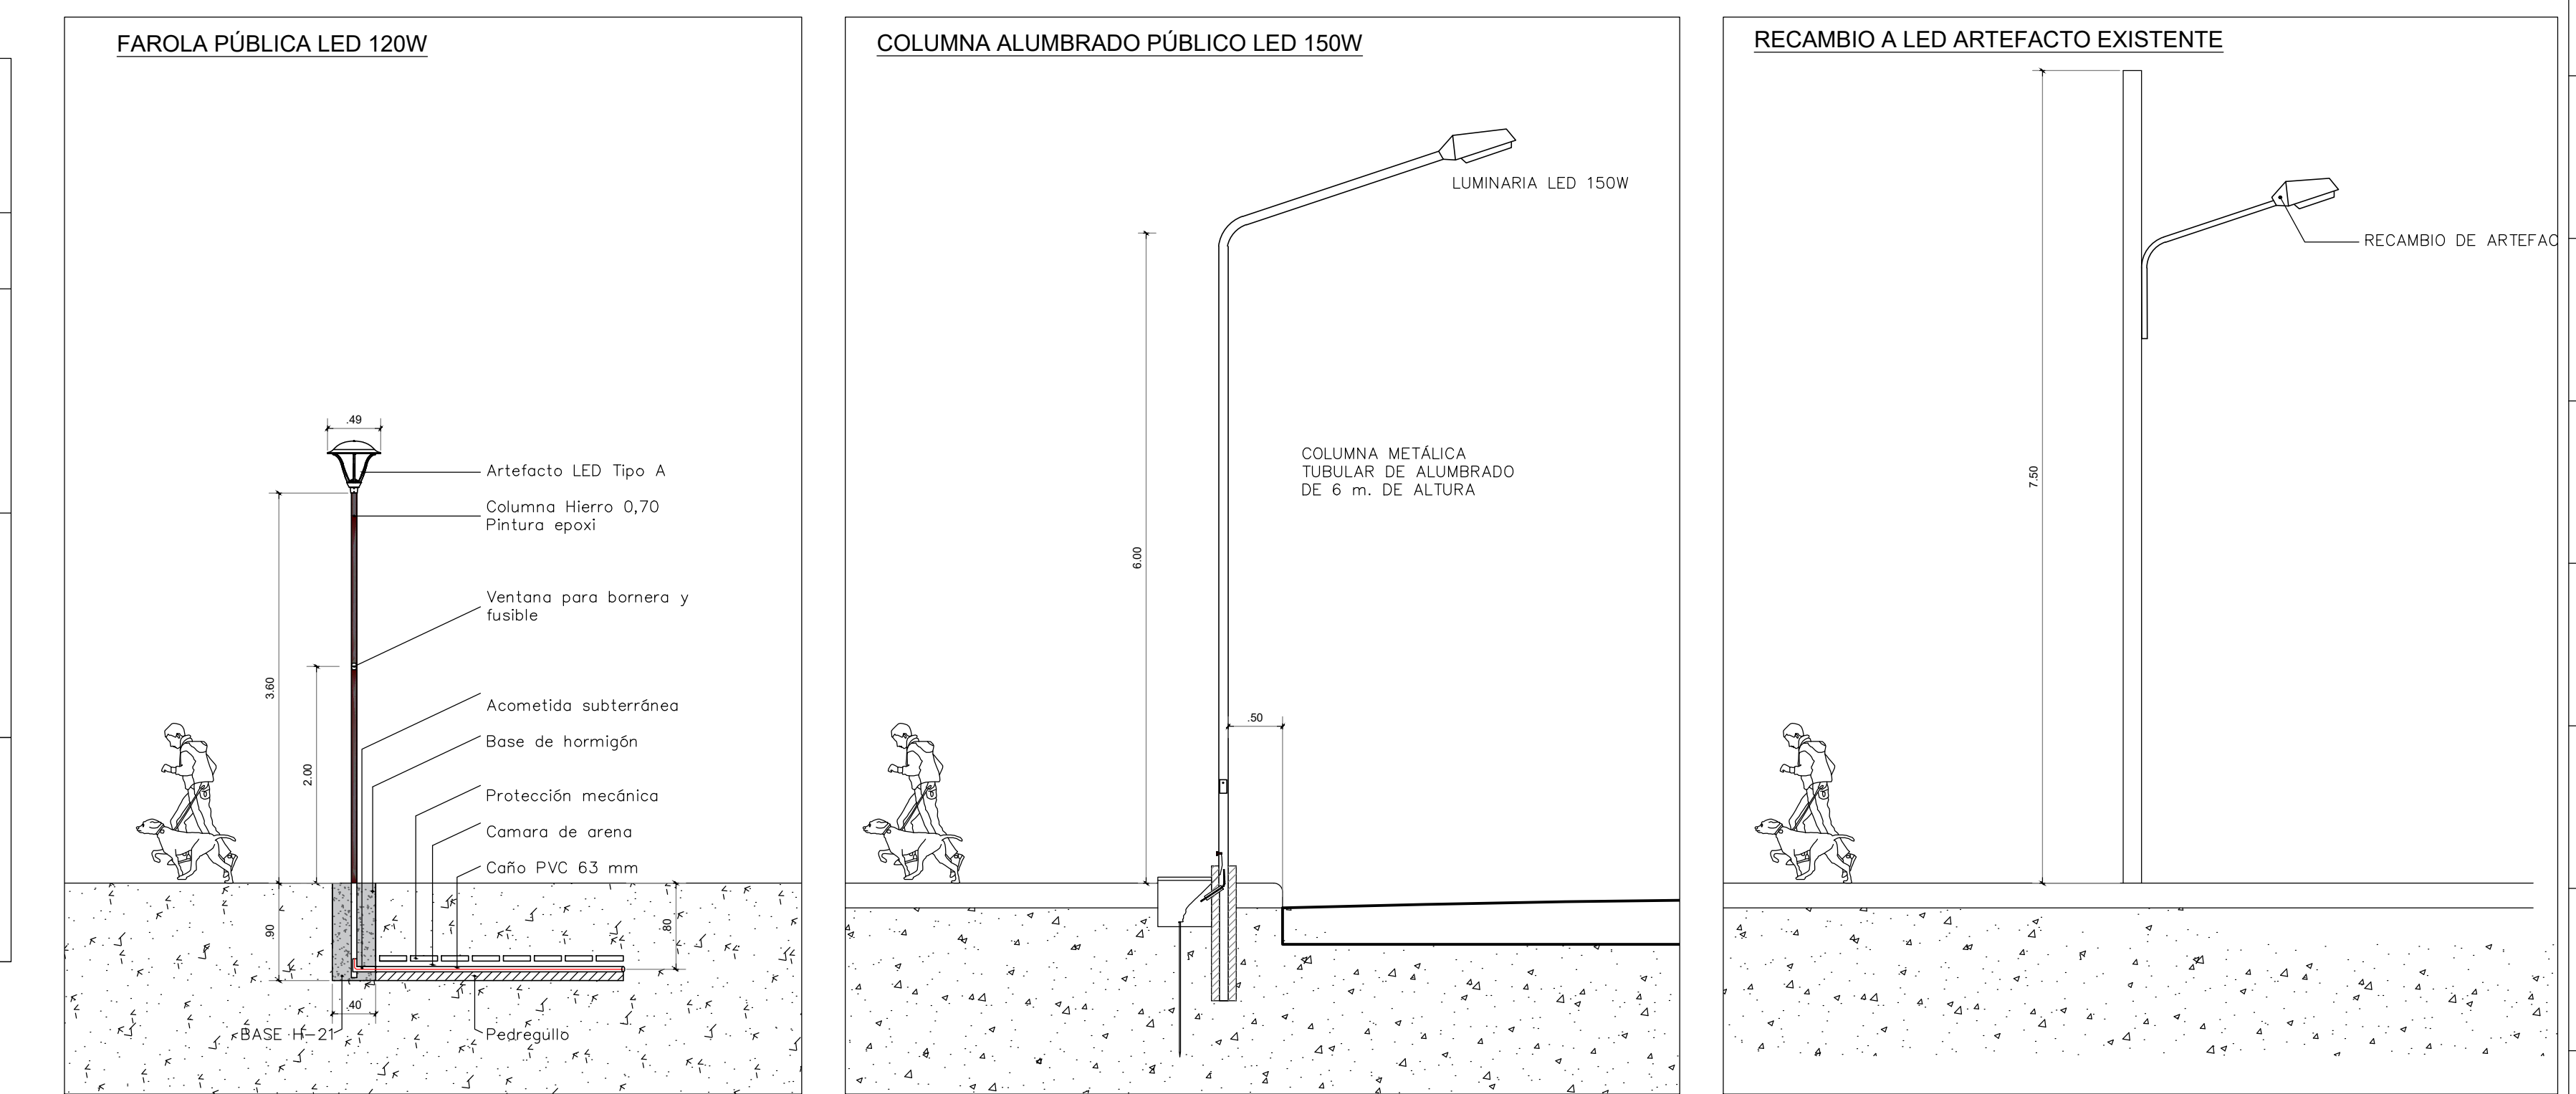 FAROLA PÚBLICA LED 120W
.49
Artefacto LED Tipo A
Columna Hierro 0,70
Pintura epoxi
Ventana para bornera y
fusible
3.60
2.00
Acometida subterránea
Base de hormigón
Protección mecánica
Camara de arena
Caño PVC 63 mm
.90
.80
.40
BASE H-21
Pedregullo
COLUMNA ALUMBRADO PÚBLICO LED 150W
LUMINARIA LED 150W
COLUMNA METÁLICA
TUBULAR DE ALUMBRADO
DE 6 m. DE ALTURA
6.00
.50
RECAMBIO A LED ARTEFACTO EXISTENTE
RECAMBIO DE ARTEFAC
7.50